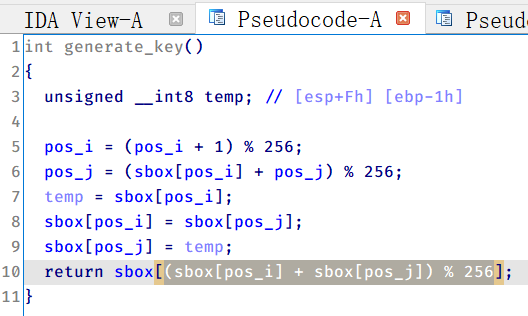 IDA View-A Pseudocode-A Pseudo
1 int generate_key()
2 {
3 unsigned __int8 temp; // [esp+Fh] [ebp-1h]
4
5 pos_i = (pos_i + 1) % 256;
6 pos_j = (sbox[pos_i] + pos_j) % 256;
7 temp = sbox[pos_i];
8 sbox[pos_i] = sbox[pos_j];
9 sbox[pos_j] = temp;
10 return sbox[(sbox[pos_i] + sbox[pos_j]) % 256];
11 }